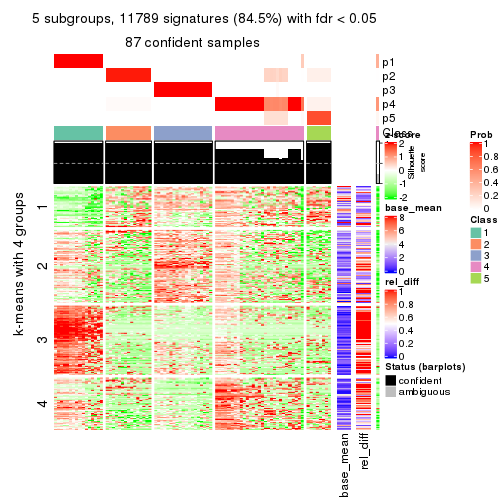 5 subgroups, 11789 signatures (84.5%) with fdr < 0.05
87 confident samples
p1
p2
p3
p4
p5
Class
Silhouette
score
k-means with 4 groups
1
2
3
4
base_mean
rel_diff
z-score
2
1
0
-1
-2
base_mean
8
6
4
2
0
rel_diff
1
0.8
0.6
0.4
0.2
0
Status (barplots)
confident
ambiguous
Prob
1
0.8
0.6
0.4
0.2
0
Class
1
2
3
4
5